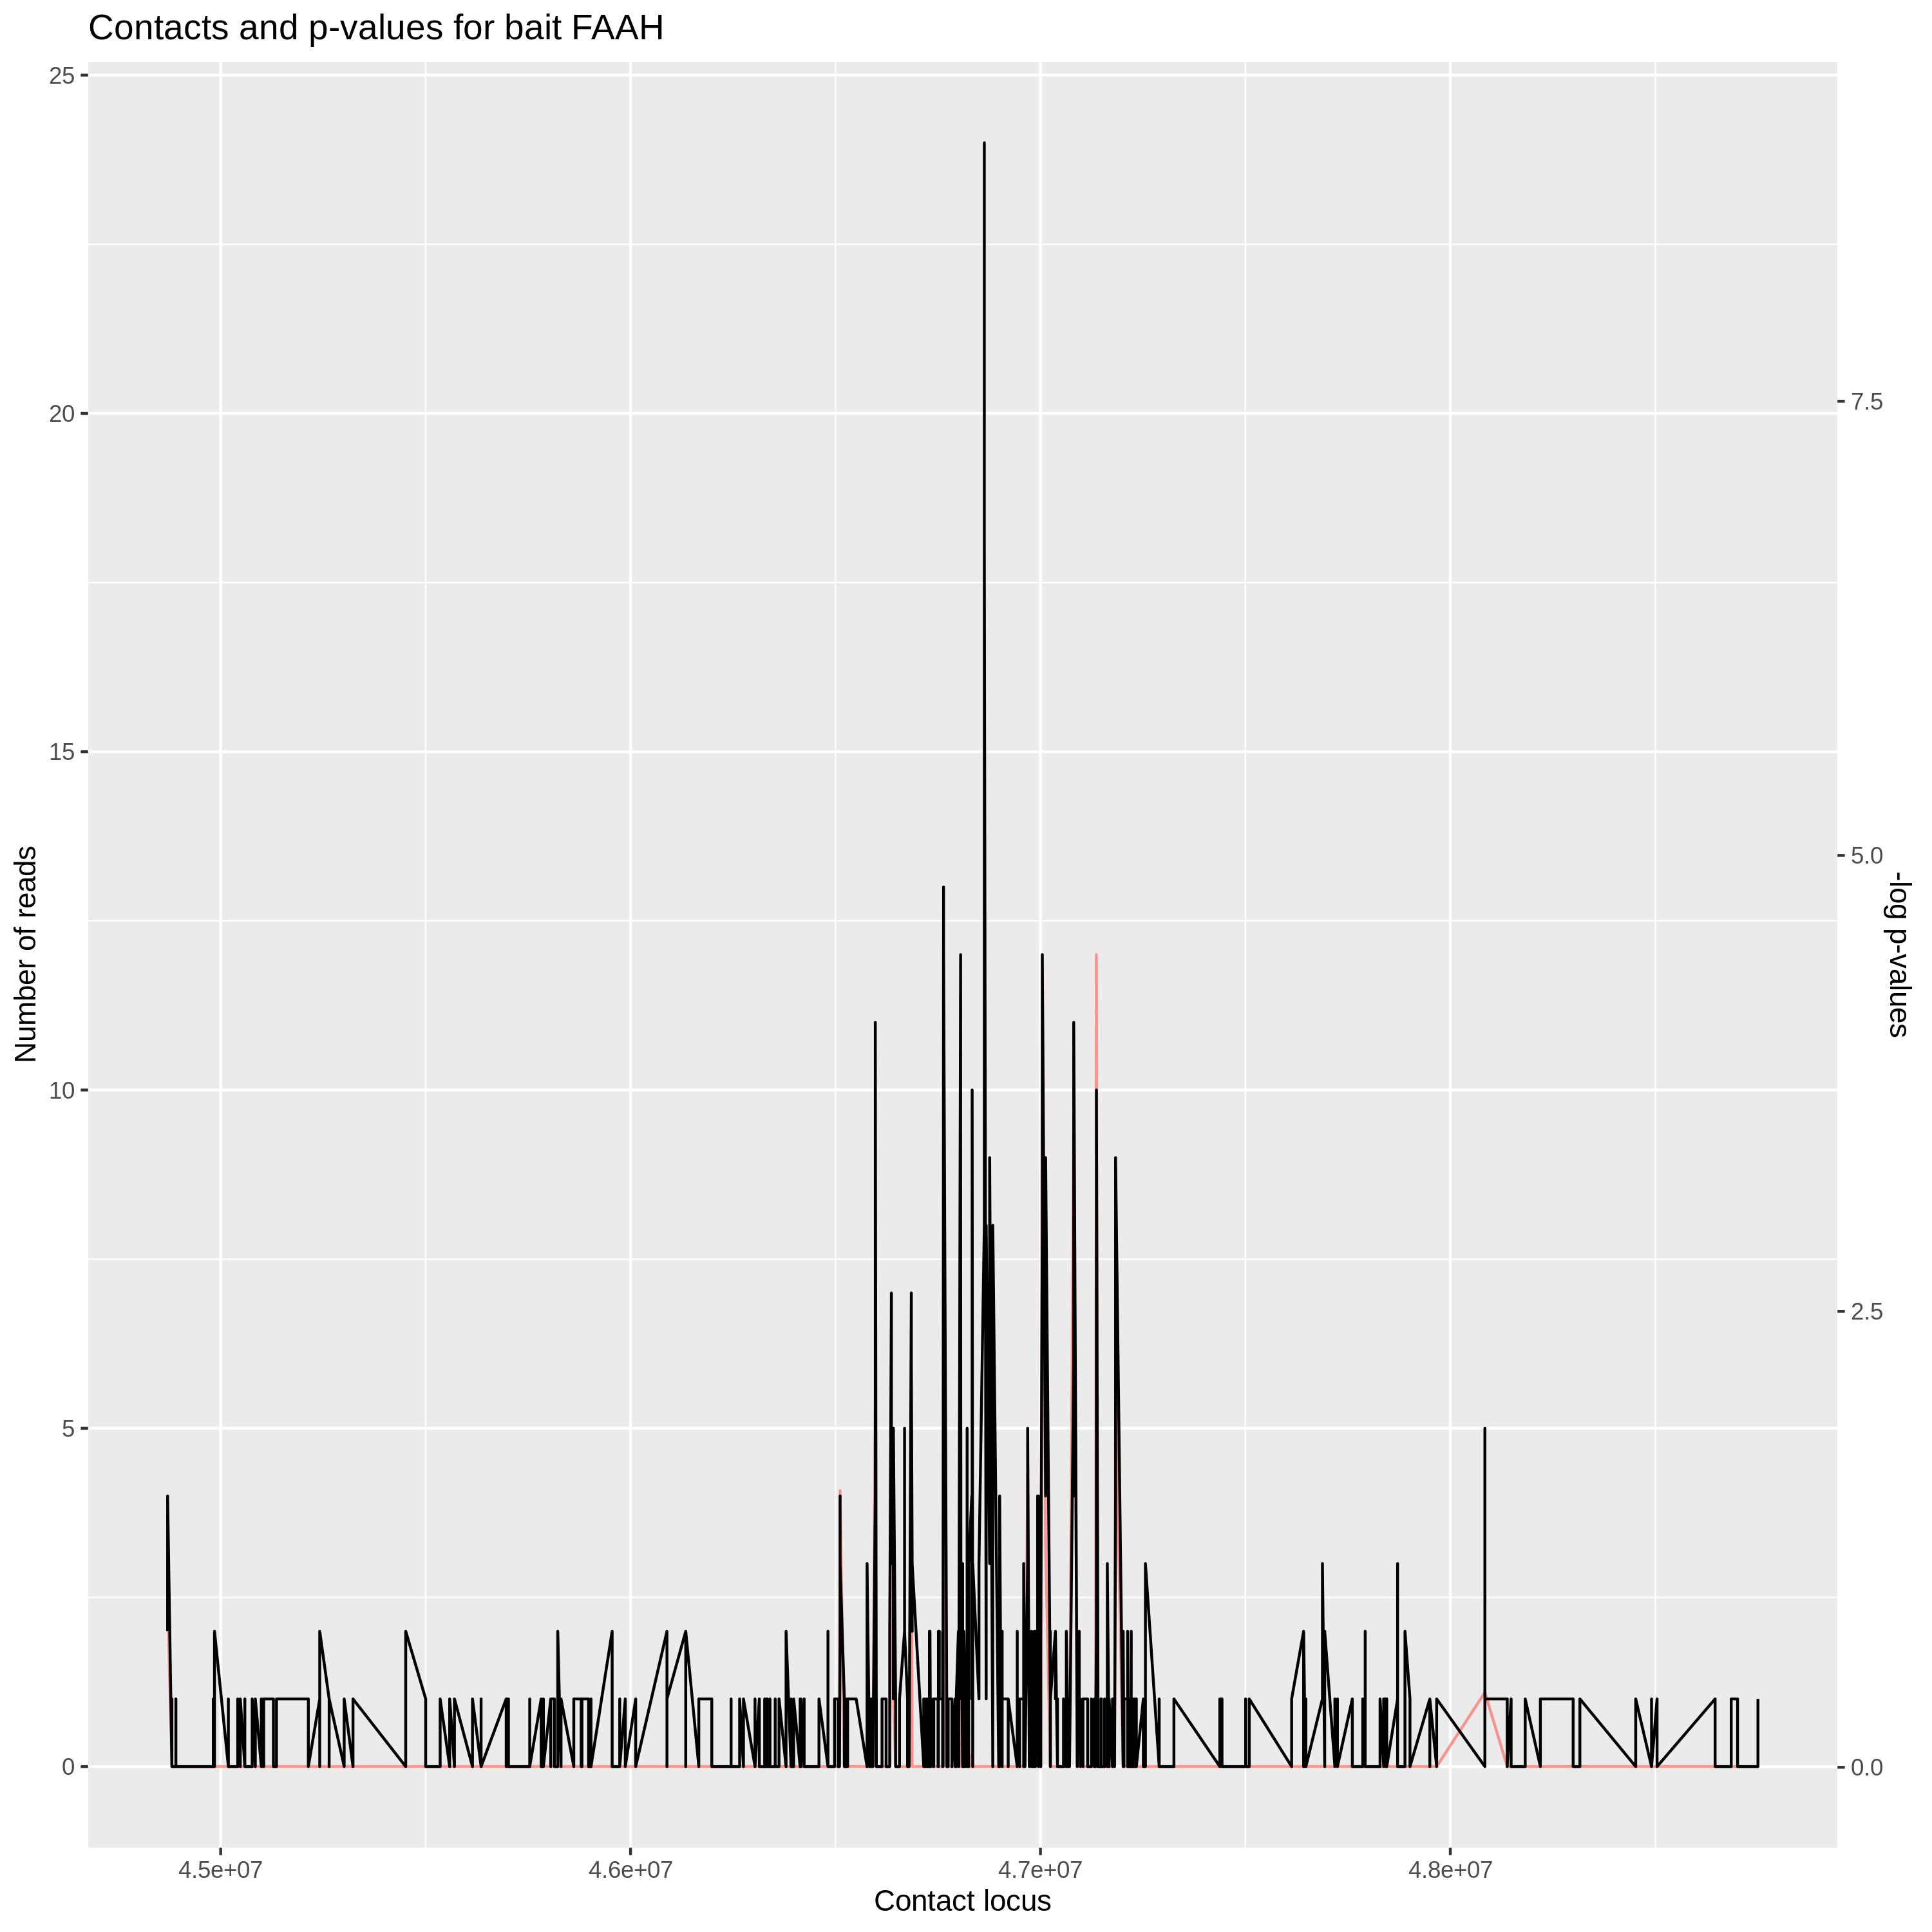 Contacts and p-values for bait FAAH
25
20
15
10
5
0
Number of reads
7.5
5.0
2.5
0.0
-log p-values
4.5e+07
4.6e+07
4.7e+07
4.8e+07
Contact locus